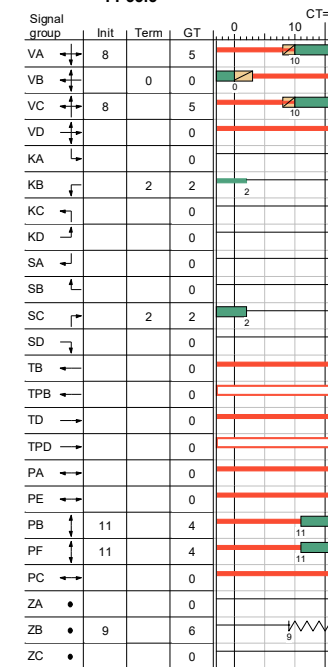 Signal CT=
group Init Term GT 0 10
VA 8 5 10
VB 0 0 0
VC 8 5 10
VD 0
KA 0
KB 2 2 2
KC 0
KD 0
SA 0
SB 0
SC 2 2 2
SD 0
TB 0
TPB 0
TD 0
TPD 0
PA 0
PE 0
PB 11 4 11
PF 11 4 11
PC 0
ZA 0
ZB 9 6 9
ZC 0